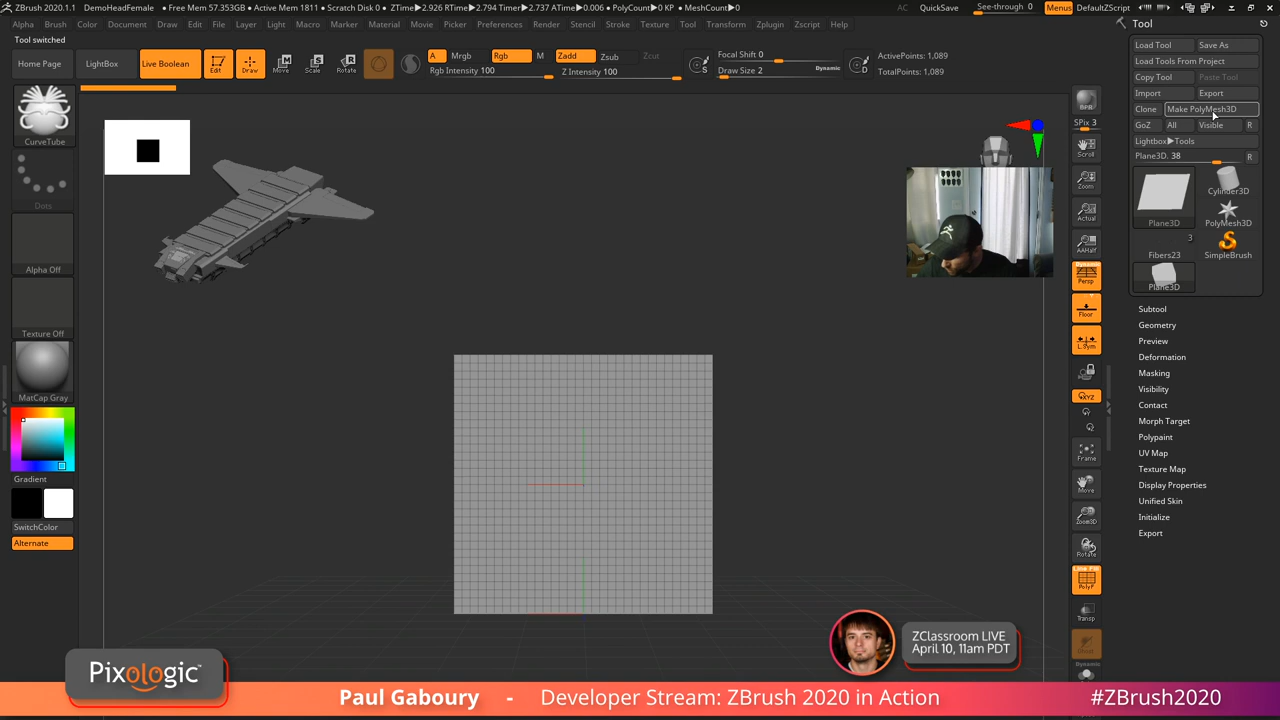 ZBrush 2020.1.1 DemoHeadFemale • Free Mem 57.353GB • Active Mem 1811 • Scratch Disk 0 • ZTime▶2.926 RTime▶2.794 Timer▶2.737 ATime▶0.006 • PolyCount▶0 KP • MeshCount▶0
AC QuickSave See-through 0 Menus DefaultZScript
Alpha Brush Color Document Draw Edit File Layer Light Macro Marker Material Movie Picker Preferences Render Stencil Stroke Texture Tool Transform Zplugin Zscript Help
Tool switched
Home Page LightBox Live Boolean Edit Draw Move Scale Rotate
A Mrgb Rgb M Zadd Zsub Zcut
Rgb Intensity 100 Z Intensity 100
Focal Shift 0
Draw Size 2 Dynamic
ActivePoints: 1,089
TotalPoints: 1,089
CurveTube
Dots
Alpha Off
Texture Off
MatCap Gray
Gradient
SwitchColor
Alternate
BPR
SPix 3
Scroll
Zoom
Actual
AAHalf
Dynamic
Persp
Floor
L.Sym
XYZ
Frame
Move
Zoom3D
Rotate
Line Fill
PolyF
Transp
Dynamic
Tool
Load Tool Save As
Load Tools From Project
Copy Tool Paste Tool
Import Export
Clone Make PolyMesh3D
GoZ All Visible R
Lightbox▶Tools
Plane3D. 38 R
Plane3D
Cylinder3D
PolyMesh3D
3
Fibers23
SimpleBrush
Plane3D
Subtool
Geometry
Preview
Deformation
Masking
Visibility
Contact
Morph Target
Polypaint
UV Map
Texture Map
Display Properties
Unified Skin
Initialize
Export
Pixologic™
ZClassroom LIVE
April 10, 11am PDT
Paul Gaboury - Developer Stream: ZBrush 2020 in Action #ZBrush2020